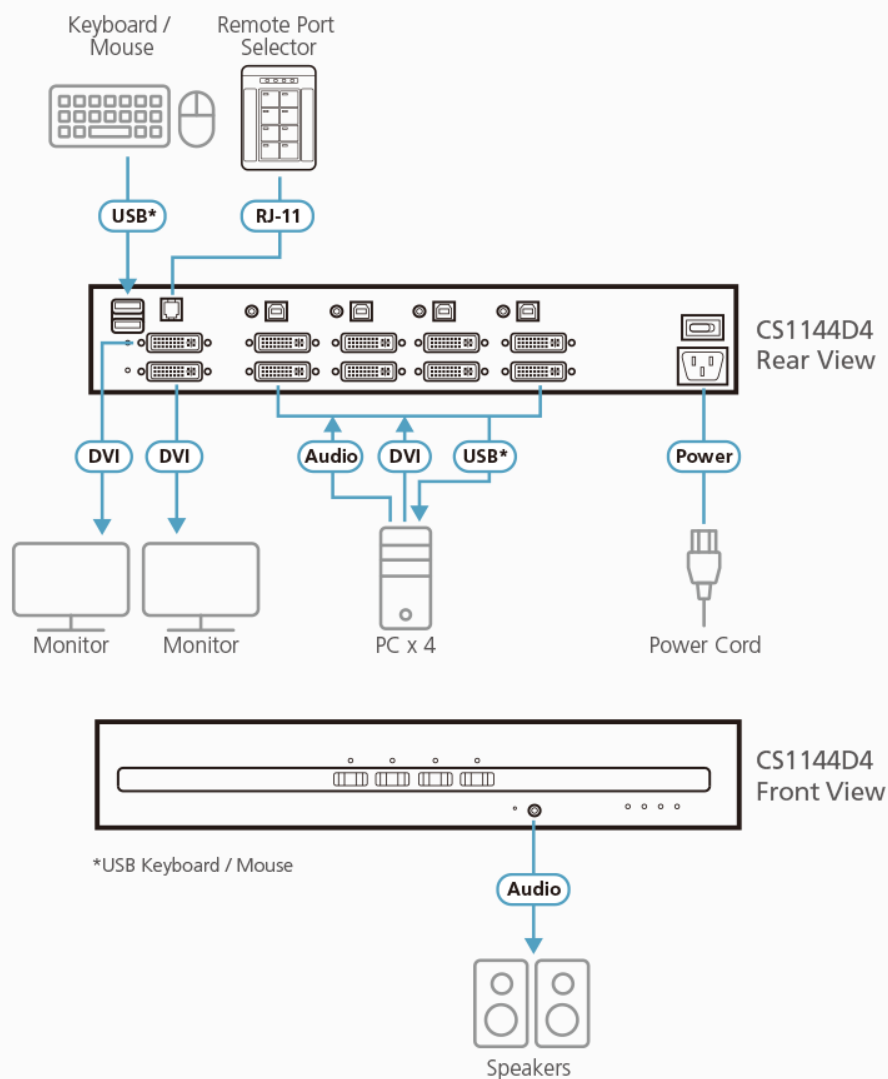 Keyboard /
Mouse
Remote Port
Selector
USB*
RJ-11
CS1144D4
Rear View
DVI
DVI
Audio
DVI
USB*
Power
Monitor
Monitor
PC x 4
Power Cord
CS1144D4
Front View
*USB Keyboard / Mouse
Audio
Speakers